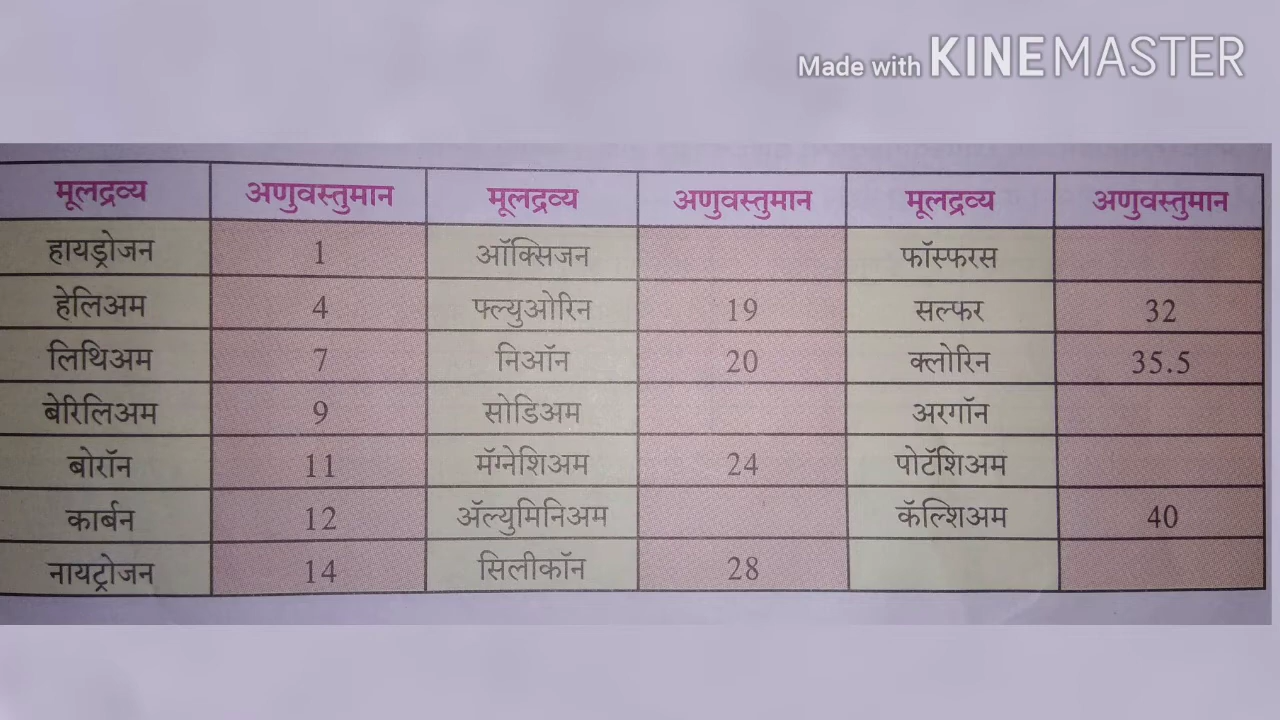 Made with KINEMASTER
मूलद्रव्य अणुवस्तुमान मूलद्रव्य अणुवस्तुमान मूलद्रव्य अणुवस्तुमान
हायड्रोजन 1 ऑक्सिजन फॉस्फरस
हेलिअम 4 फ्ल्युओरिन 19 सल्फर 32
लिथिअम 7 निऑन 20 क्लोरिन 35.5
बेरिलिअम 9 सोडिअम अरगॉन
बोरॉन 11 मॅग्नेशिअम 24 पोटॅशिअम
कार्बन 12 ॲल्युमिनिअम कॅल्शिअम 40
नायट्रोजन 14 सिलीकॉन 28